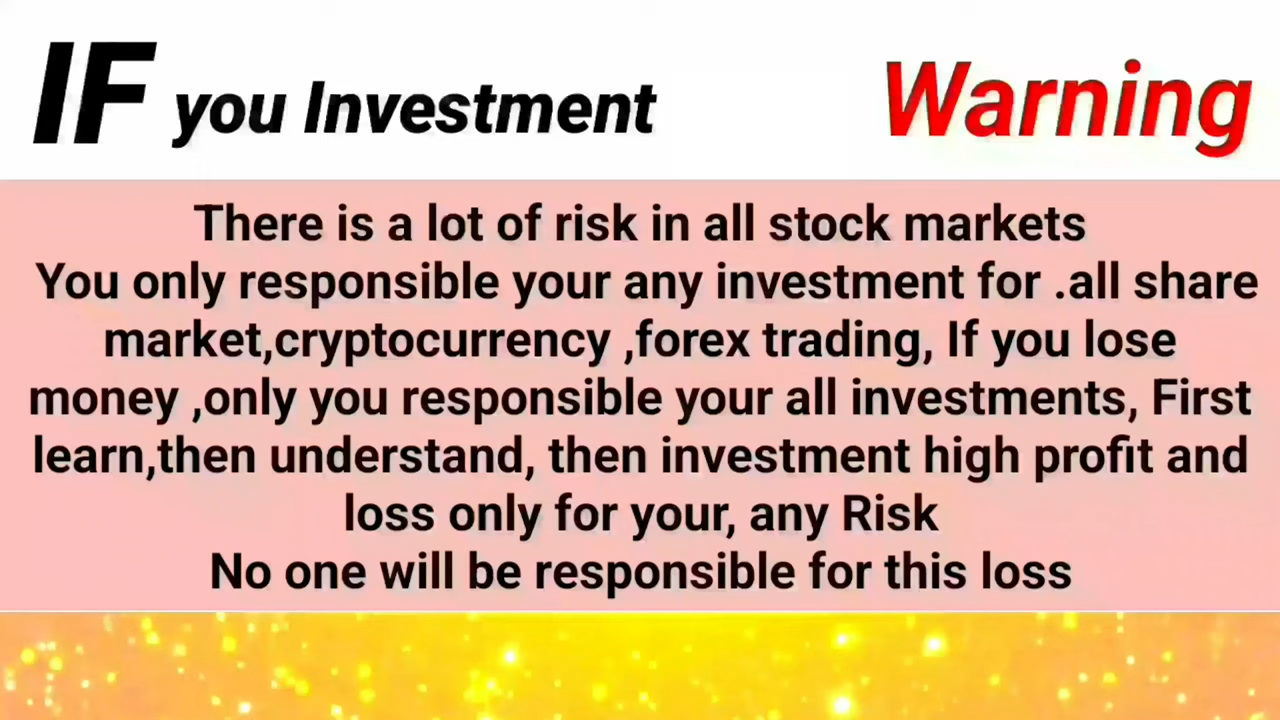 IF you Investment
Warning
There is a lot of risk in all stock markets
You only responsible your any investment for .all share
market,cryptocurrency ,forex trading, If you lose
money ,only you responsible your all investments, First
learn,then understand, then investment high profit and
loss only for your, any Risk
No one will be responsible for this loss